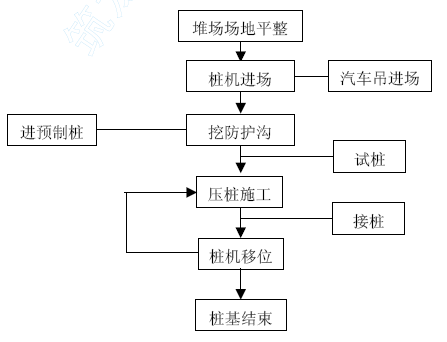 堆场场地平整
桩机进场
汽车吊进场
进预制桩
挖防护沟
试桩
压桩施工
接桩
桩机移位
桩基结束